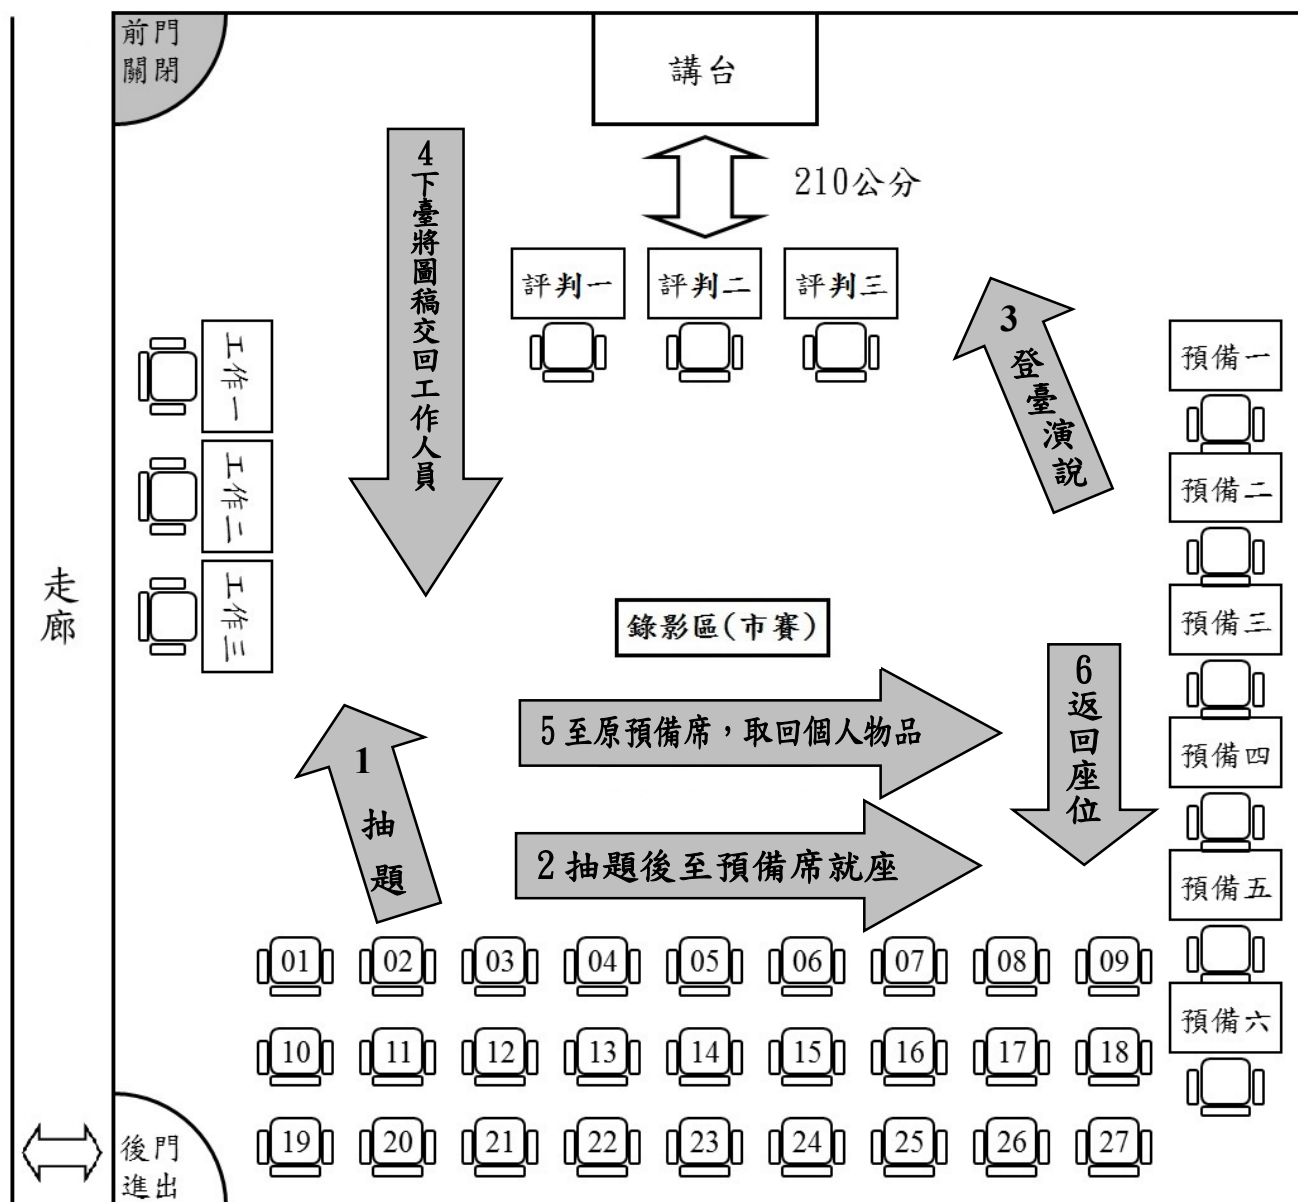 前門
關閉
講台
210公分
4下臺將圖稿交回工作人員
評判一
評判二
評判三
3登臺演說
工作一
工作二
工作三
預備一
預備二
預備三
預備四
預備五
預備六
走廊
錄影區(市賽)
5至原預備席，取回個人物品
6返回座位
1抽題
2抽題後至預備席就座
01 02 03 04 05 06 07 08 09
10 11 12 13 14 15 16 17 18
19 20 21 22 23 24 25 26 27
後門
進出